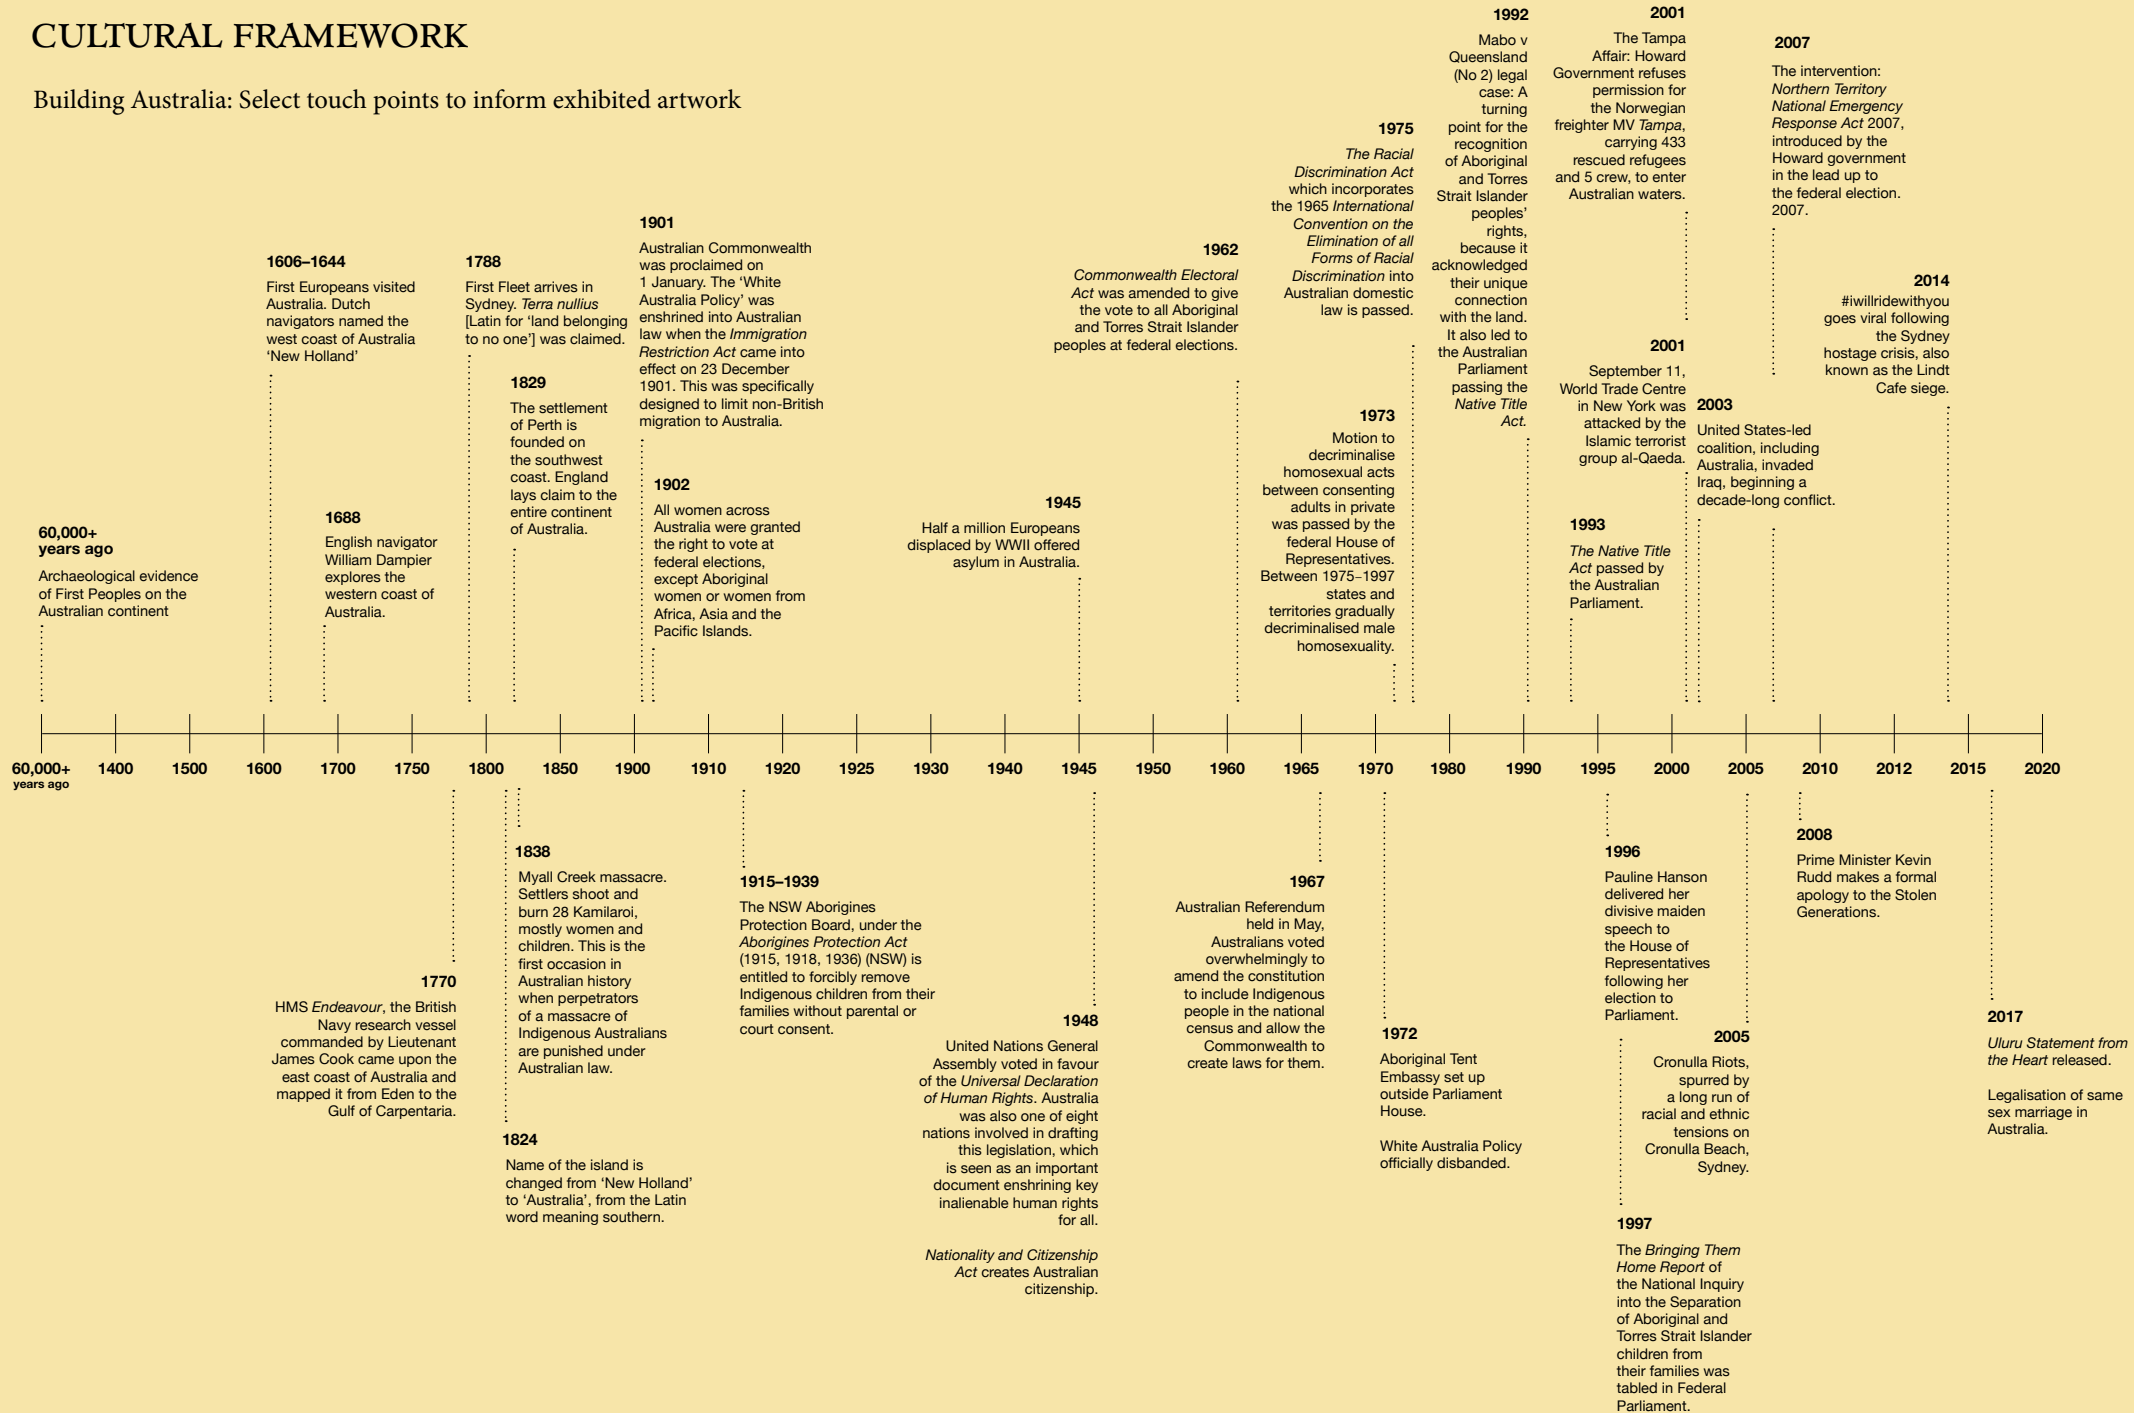 CULTURAL FRAMEWORK
Building Australia: Select touch points to inform exhibited artwork
60,000+
years ago
Archaeological evidence
of First Peoples on the
Australian continent
1606–1644
First Europeans visited
Australia. Dutch
navigators named the
west coast of Australia
‘New Holland’
1688
English navigator
William Dampier
explores the
western coast of
Australia.
1788
First Fleet arrives in
Sydney. Terra nullius
[Latin for ‘land belonging
to no one’] was claimed.
1829
The settlement
of Perth is
founded on
the southwest
coast. England
lays claim to the
entire continent
of Australia.
1901
Australian Commonwealth
was proclaimed on
1 January. The ‘White
Australia Policy’ was
enshrined into Australian
law when the Immigration
Restriction Act came into
effect on 23 December
1901. This was specifically
designed to limit non-British
migration to Australia.
1902
All women across
Australia were granted
the right to vote at
federal elections,
except Aboriginal
women or women from
Africa, Asia and the
Pacific Islands.
1945
Half a million Europeans
displaced by WWII offered
asylum in Australia.
1962
Commonwealth Electoral
Act was amended to give
the vote to all Aboriginal
and Torres Strait Islander
peoples at federal elections.
1973
Motion to
decriminalise
homosexual acts
between consenting
adults in private
was passed by the
federal House of
Representatives.
Between 1975–1997
states and
territories gradually
decriminalised male
homosexuality.
1975
The Racial
Discrimination Act
which incorporates
the 1965 International
Convention on the
Elimination of all
Forms of Racial
Discrimination into
Australian domestic
law is passed.
1992
Mabo v
Queensland
(No 2) legal
case: A
turning
point for the
recognition
of Aboriginal
and Torres
Strait Islander
peoples’
rights,
because it
acknowledged
their unique
connection
with the land.
It also led to
the Australian
Parliament
passing the
Native Title
Act.
1993
The Native Title
Act passed by
the Australian
Parliament.
2001
The Tampa
Affair: Howard
Government refuses
permission for
the Norwegian
freighter MV Tampa,
carrying 433
rescued refugees
and 5 crew, to enter
Australian waters.
2001
September 11,
World Trade Centre
in New York was
attacked by the
Islamic terrorist
group al-Qaeda.
2003
United States-led
coalition, including
Australia, invaded
Iraq, beginning a
decade-long conflict.
2007
The intervention:
Northern Territory
National Emergency
Response Act 2007,
introduced by the
Howard government
in the lead up to
the federal election.
2007.
2014
#iwillridewithyou
goes viral following
the Sydney
hostage crisis, also
known as the Lindt
Cafe siege.
60,000+ 1400 1500 1600 1700 1750 1800 1850 1900 1910 1920 1925 1930 1940 1945 1950 1960 1965 1970 1980 1990 1995 2000 2005 2010 2012 2015 2020
years ago
1770
HMS Endeavour, the British
Navy research vessel
commanded by Lieutenant
James Cook came upon the
east coast of Australia and
mapped it from Eden to the
Gulf of Carpentaria.
1838
Myall Creek massacre.
Settlers shoot and
burn 28 Kamilaroi,
mostly women and
children. This is the
first occasion in
Australian history
when perpetrators
of a massacre of
Indigenous Australians
are punished under
Australian law.
1824
Name of the island is
changed from ‘New Holland’
to ‘Australia’, from the Latin
word meaning southern.
1915–1939
The NSW Aborigines
Protection Board, under the
Aborigines Protection Act
(1915, 1918, 1936) (NSW) is
entitled to forcibly remove
Indigenous children from their
families without parental or
court consent.
1948
United Nations General
Assembly voted in favour
of the Universal Declaration
of Human Rights. Australia
was also one of eight
nations involved in drafting
this legislation, which
is seen as an important
document enshrining key
inalienable human rights
for all.
Nationality and Citizenship
Act creates Australian
citizenship.
1967
Australian Referendum
held in May,
Australians voted
overwhelmingly to
amend the constitution
to include Indigenous
people in the national
census and allow the
Commonwealth to
create laws for them.
1972
Aboriginal Tent
Embassy set up
outside Parliament
House.
White Australia Policy
officially disbanded.
1996
Pauline Hanson
delivered her
divisive maiden
speech to
the House of
Representatives
following her
election to
Parliament.
2005
Cronulla Riots,
spurred by
a long run of
racial and ethnic
tensions on
Cronulla Beach,
Sydney.
1997
The Bringing Them
Home Report of
the National Inquiry
into the Separation
of Aboriginal and
Torres Strait Islander
children from
their families was
tabled in Federal
Parliament.
2008
Prime Minister Kevin
Rudd makes a formal
apology to the Stolen
Generations.
2017
Uluru Statement from
the Heart released.
Legalisation of same
sex marriage in
Australia.